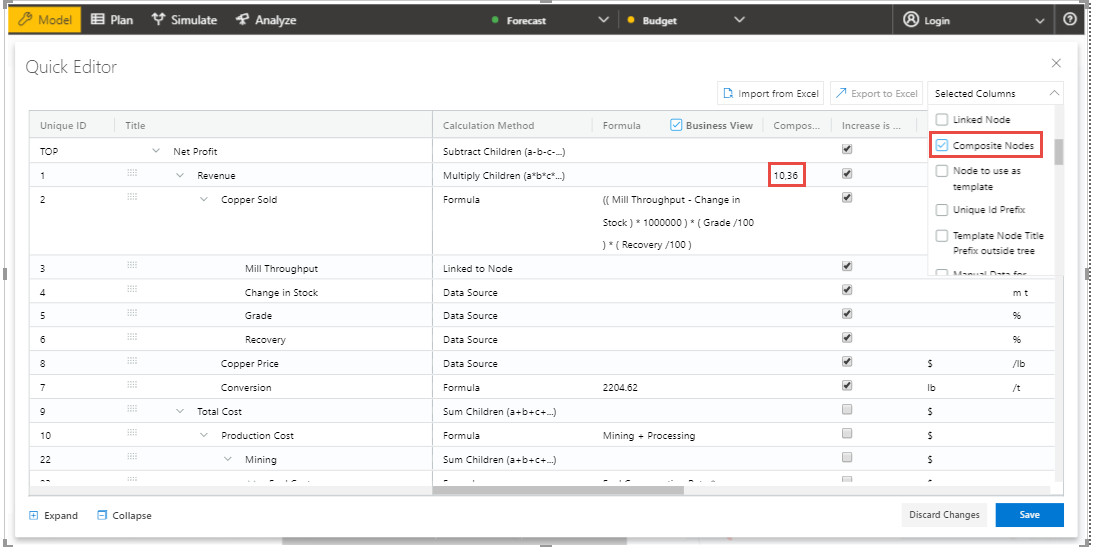 Model Plan Simulate Analyze Forecast Budget Login
Quick Editor
Import from Excel Export to Excel Selected Columns
Linked Node
Composite Nodes
Node to use as
template
Unique Id Prefix
Template Node Title
Prefix outside tree
Manual Data for
Unique ID Title Calculation Method Formula Business View Compos... Increase is ...
TOP Net Profit Subtract Children (a-b-c-...)
1 Revenue Multiply Children (a*b*c*...) 10,36
2 Copper Sold Formula (( Mill Throughput - Change in
Stock ) * 1000000 ) * ( Grade /100
) * ( Recovery /100 )
3 Mill Throughput Linked to Node
4 Change in Stock Data Source m t
5 Grade Data Source %
6 Recovery Data Source %
8 Copper Price Data Source $ /lb
7 Conversion Formula 2204.62 lb /t
9 Total Cost Sum Children (a+b+c+...) $
10 Production Cost Formula Mining + Processing $
22 Mining Sum Children (a+b+c+...) $
Expand Collapse Discard Changes Save